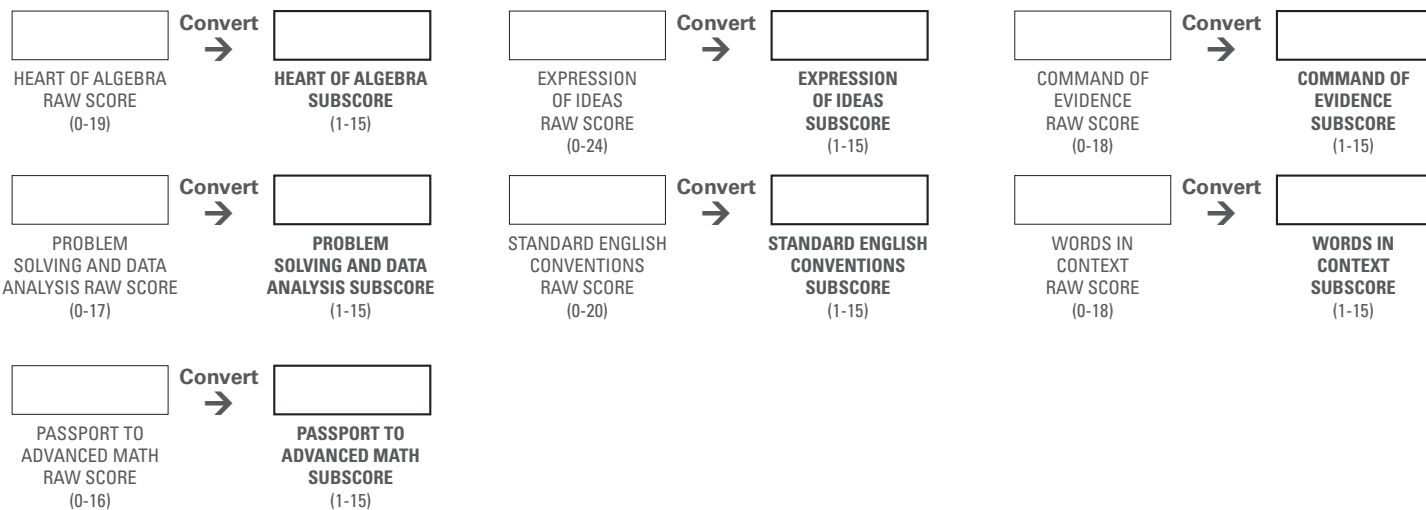 Convert
→
HEART OF ALGEBRA
RAW SCORE
(0-19)
HEART OF ALGEBRA
SUBSCORE
(1-15)
Convert
→
EXPRESSION
OF IDEAS
RAW SCORE
(0-24)
EXPRESSION
OF IDEAS
SUBSCORE
(1-15)
Convert
→
COMMAND OF
EVIDENCE
RAW SCORE
(0-18)
COMMAND OF
EVIDENCE
SUBSCORE
(1-15)
Convert
→
PROBLEM
SOLVING AND DATA
ANALYSIS RAW SCORE
(0-17)
PROBLEM
SOLVING AND DATA
ANALYSIS SUBSCORE
(1-15)
Convert
→
STANDARD ENGLISH
CONVENTIONS
RAW SCORE
(0-20)
STANDARD ENGLISH
CONVENTIONS
SUBSCORE
(1-15)
Convert
→
WORDS IN
CONTEXT
RAW SCORE
(0-18)
WORDS IN
CONTEXT
SUBSCORE
(1-15)
Convert
→
PASSPORT TO
ADVANCED MATH
RAW SCORE
(0-16)
PASSPORT TO
ADVANCED MATH
SUBSCORE
(1-15)